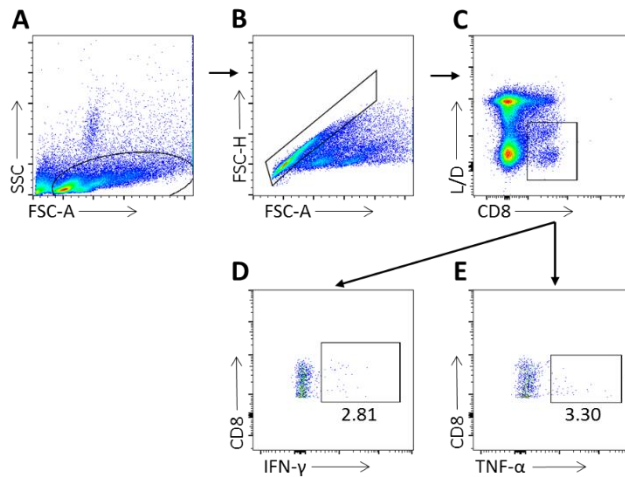 A
SSC
FSC-A
B
FSC-H
FSC-A
C
L/D
CD8
D
CD8
2.81
IFN-γ
E
CD8
3.30
TNF-α